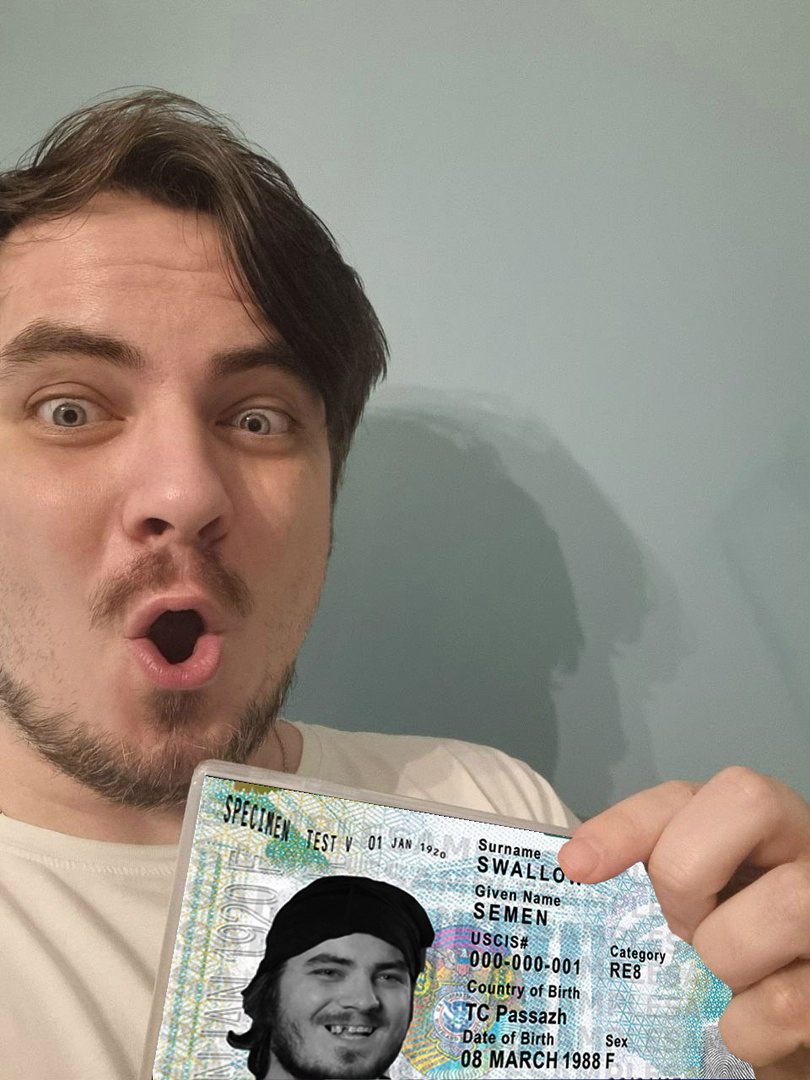 SPECIMEN TEST V 01 JAN 1920
Surname
SWALLOW
Given Name
SEMEN
USCIS#
000-000-001
Category
RE8
Country of Birth
TC Passazh
Date of Birth
Sex
08 MARCH 1988 F